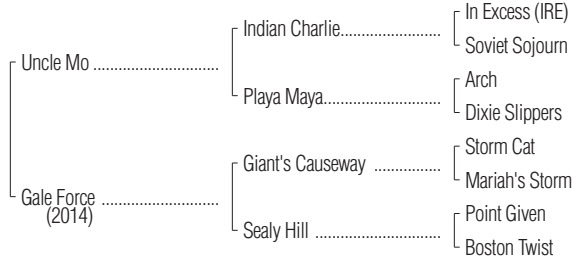 In Excess (IRE)
Indian Charlie
Soviet Sojourn
Uncle Mo
Arch
Playa Maya
Dixie Slippers
Storm Cat
Giant's Causeway
Mariah's Storm
Gale Force
(2014)
Point Given
Sealy Hill
Boston Twist